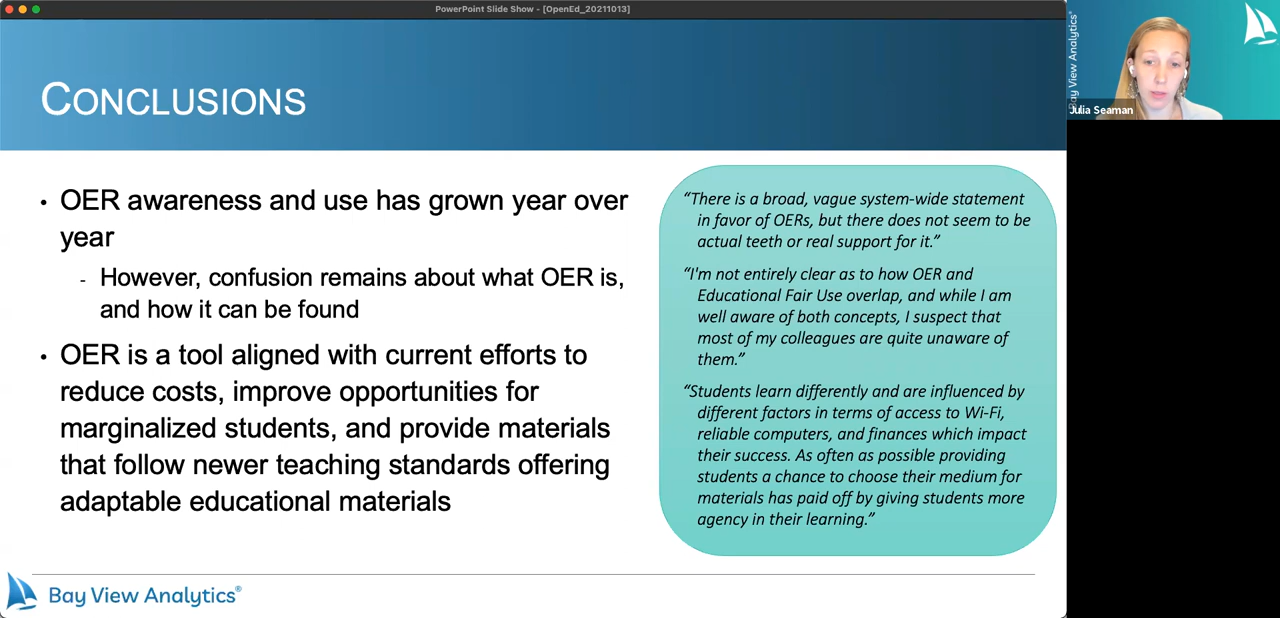 PowerPoint Slide Show - [OpenEd_20211013]
CONCLUSIONS
• OER awareness and use has grown year over
year
- However, confusion remains about what OER is,
and how it can be found
• OER is a tool aligned with current efforts to
reduce costs, improve opportunities for
marginalized students, and provide materials
that follow newer teaching standards offering
adaptable educational materials
“There is a broad, vague system-wide statement
in favor of OERs, but there does not seem to be
actual teeth or real support for it.”
“I'm not entirely clear as to how OER and
Educational Fair Use overlap, and while I am
well aware of both concepts, I suspect that
most of my colleagues are quite unaware of
them.”
“Students learn differently and are influenced by
different factors in terms of access to Wi-Fi,
reliable computers, and finances which impact
their success. As often as possible providing
students a chance to choose their medium for
materials has paid off by giving students more
agency in their learning.”
Bay View Analytics®
Bay View Analytics®
Julia Seaman